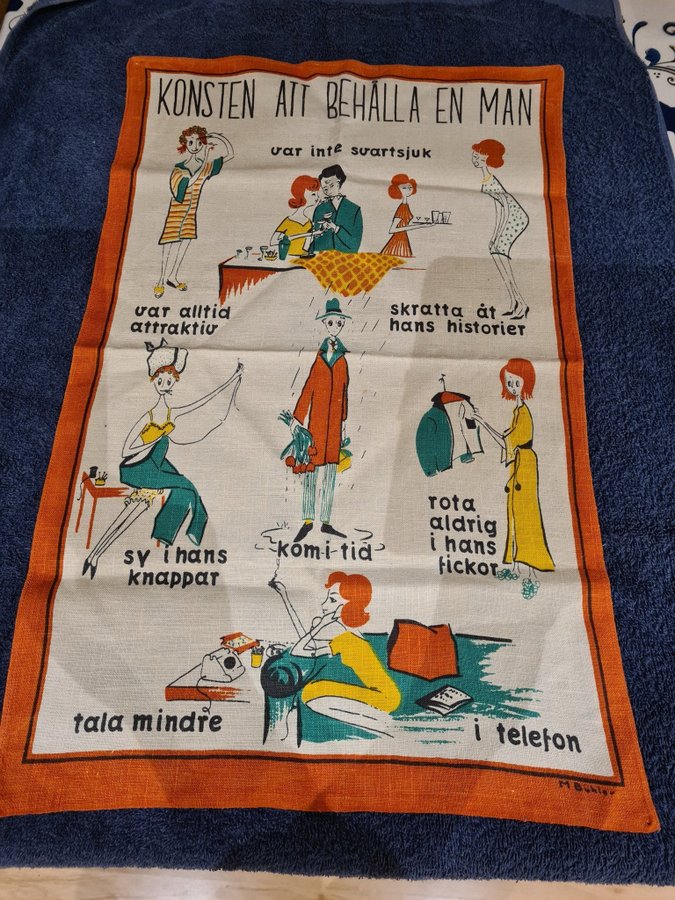 KONSTEN ATT BEHÅLLA EN MAN
var inte svartsjuk
var alltid
attraktiv
skratta åt
hans historier
sy i hans
knappar
kom i tid
rota
aldrig
i hans
fickor
tala mindre
i telefon
M Bühler